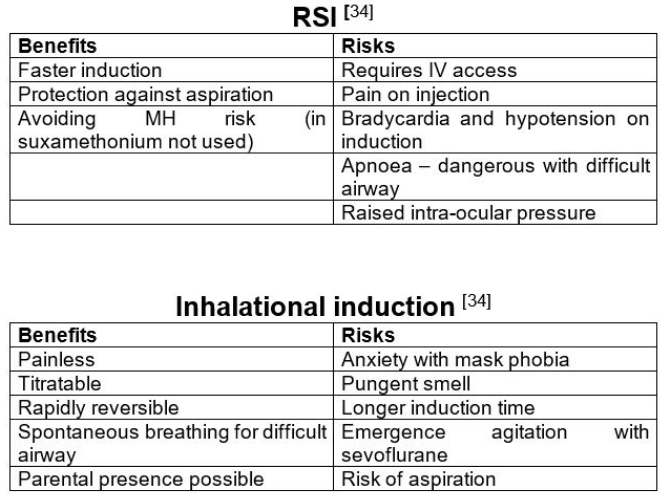 RSI [34]
Benefits Risks
Faster induction Requires IV access
Protection against aspiration Pain on injection
Avoiding MH risk (in suxamethonium not used) Bradycardia and hypotension on induction
Apnoea – dangerous with difficult airway
Raised intra-ocular pressure
Inhalational induction [34]
Benefits Risks
Painless Anxiety with mask phobia
Titratable Pungent smell
Rapidly reversible Longer induction time
Spontaneous breathing for difficult airway Emergence agitation with sevoflurane
Parental presence possible Risk of aspiration